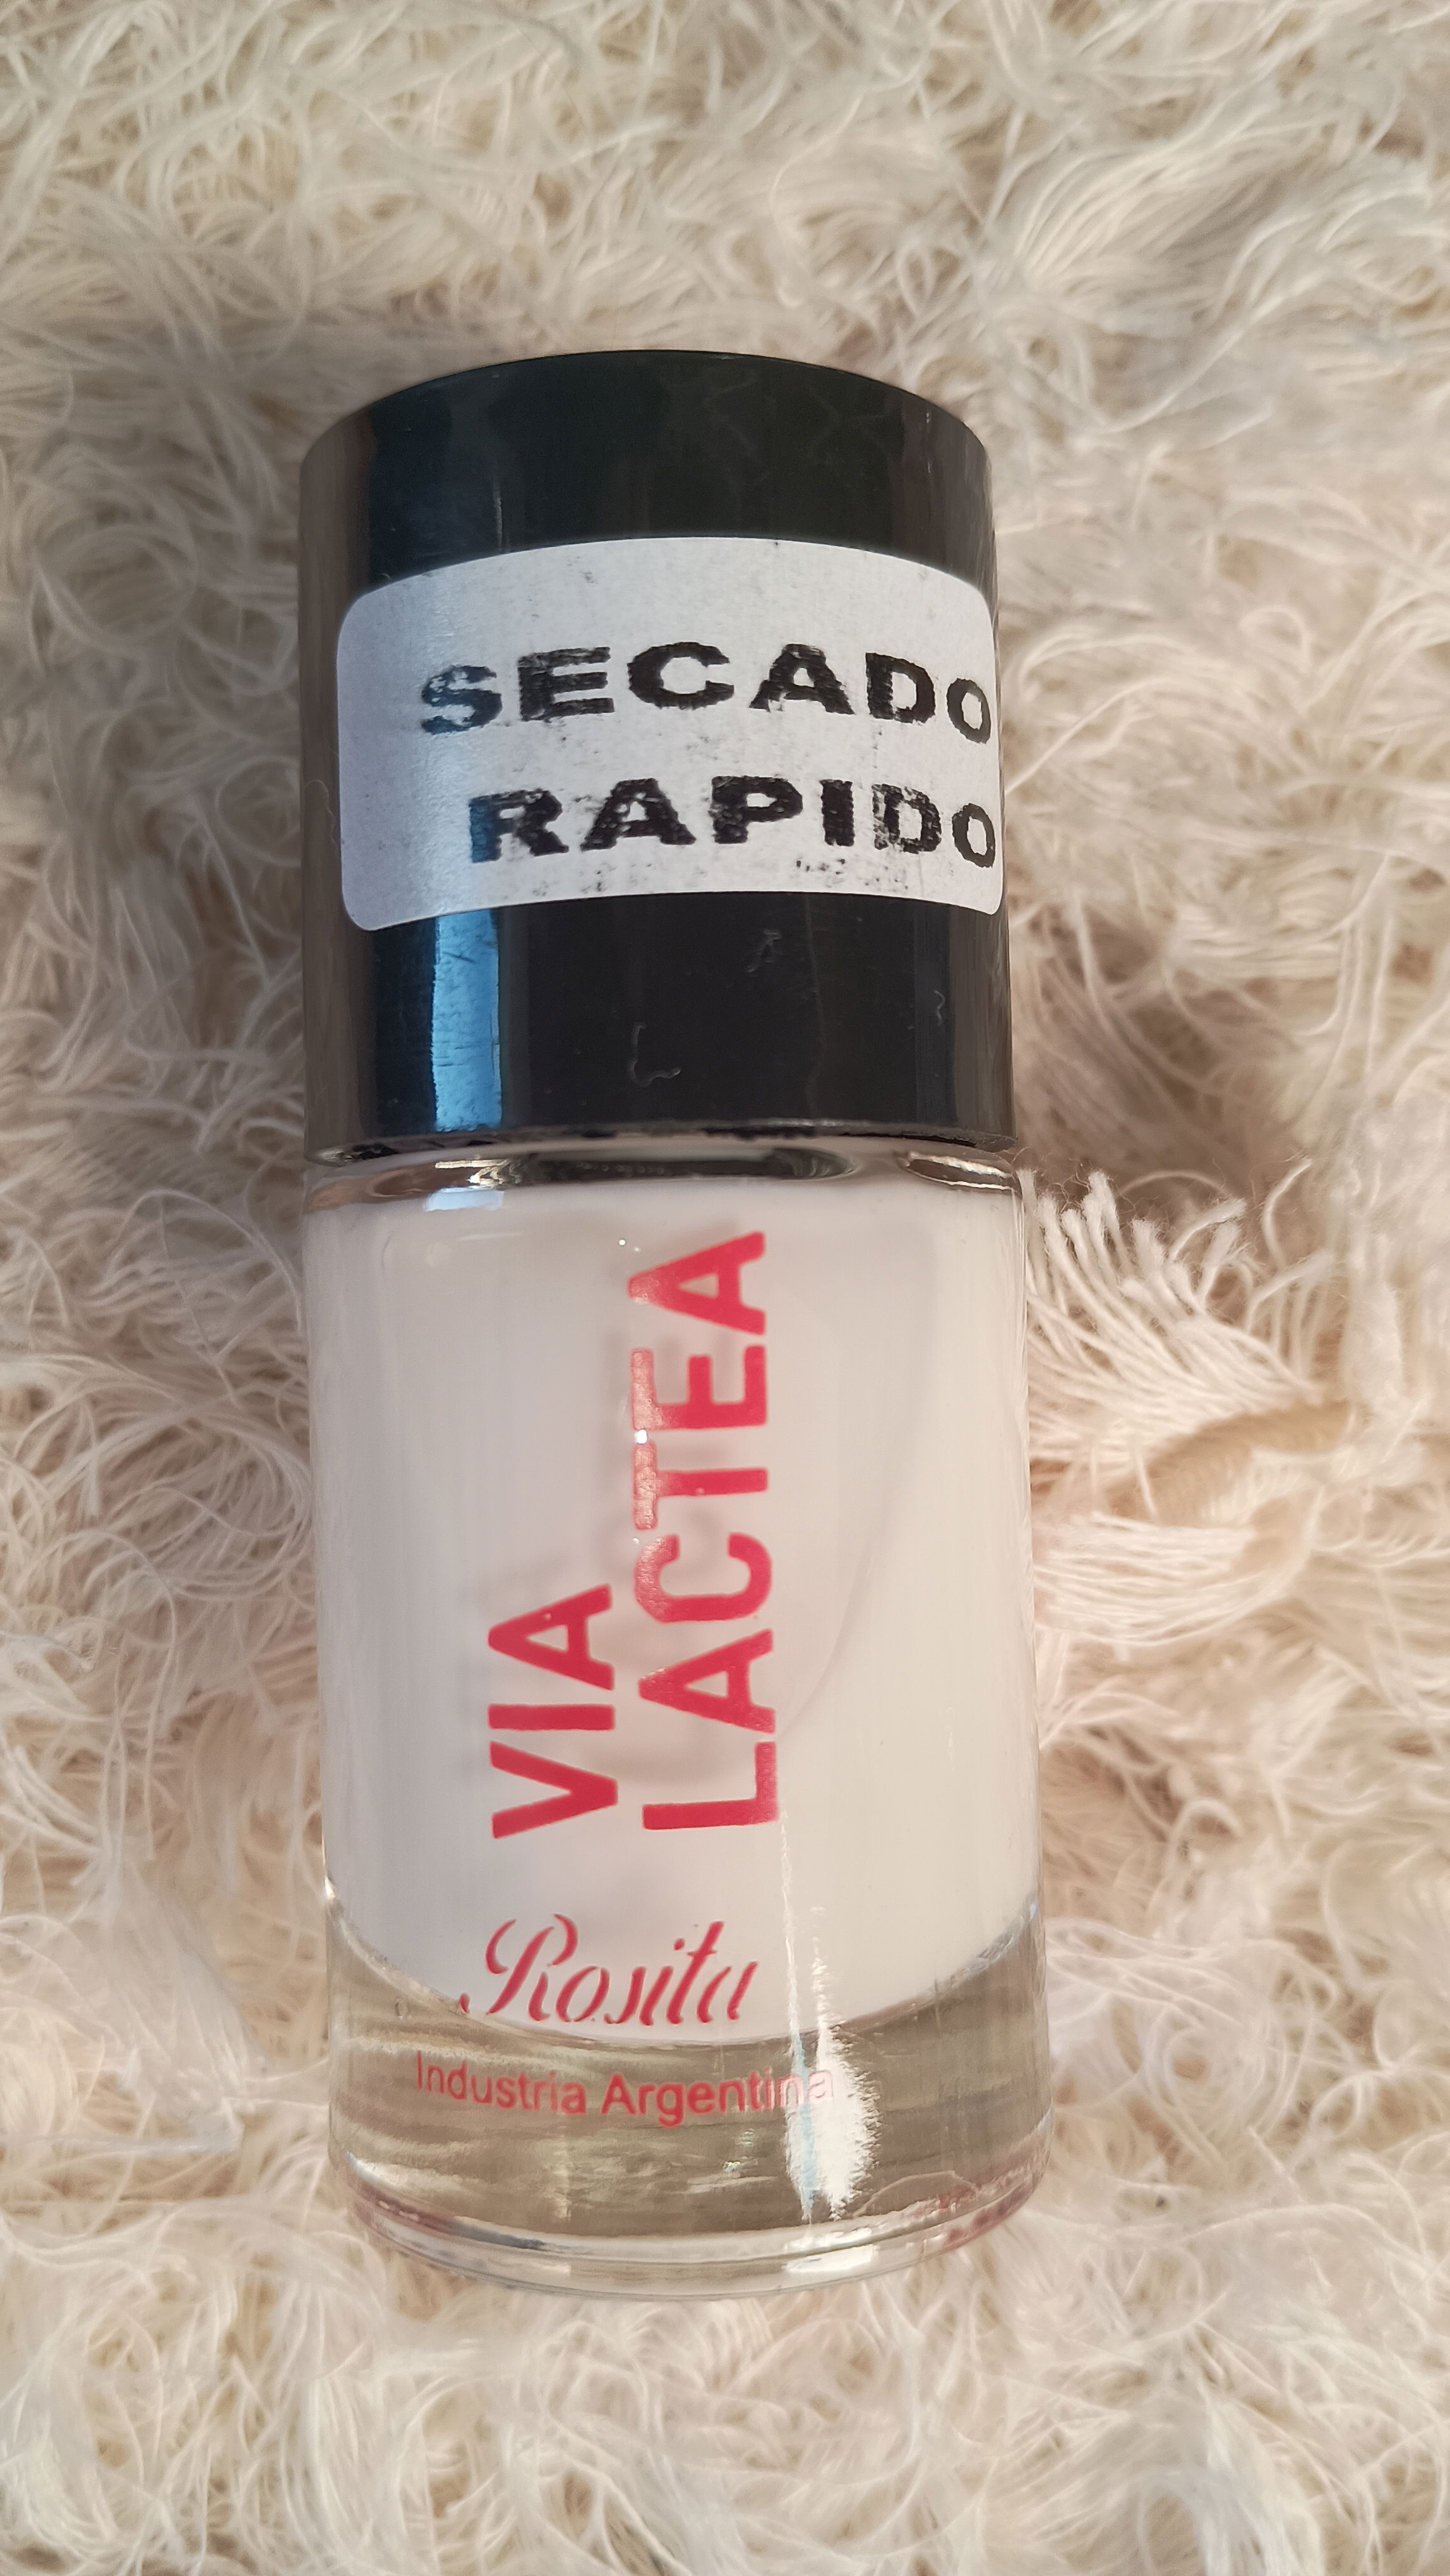 SECADO
RAPIDO
VIA
LACTEA
Rosita
Industria Argentina